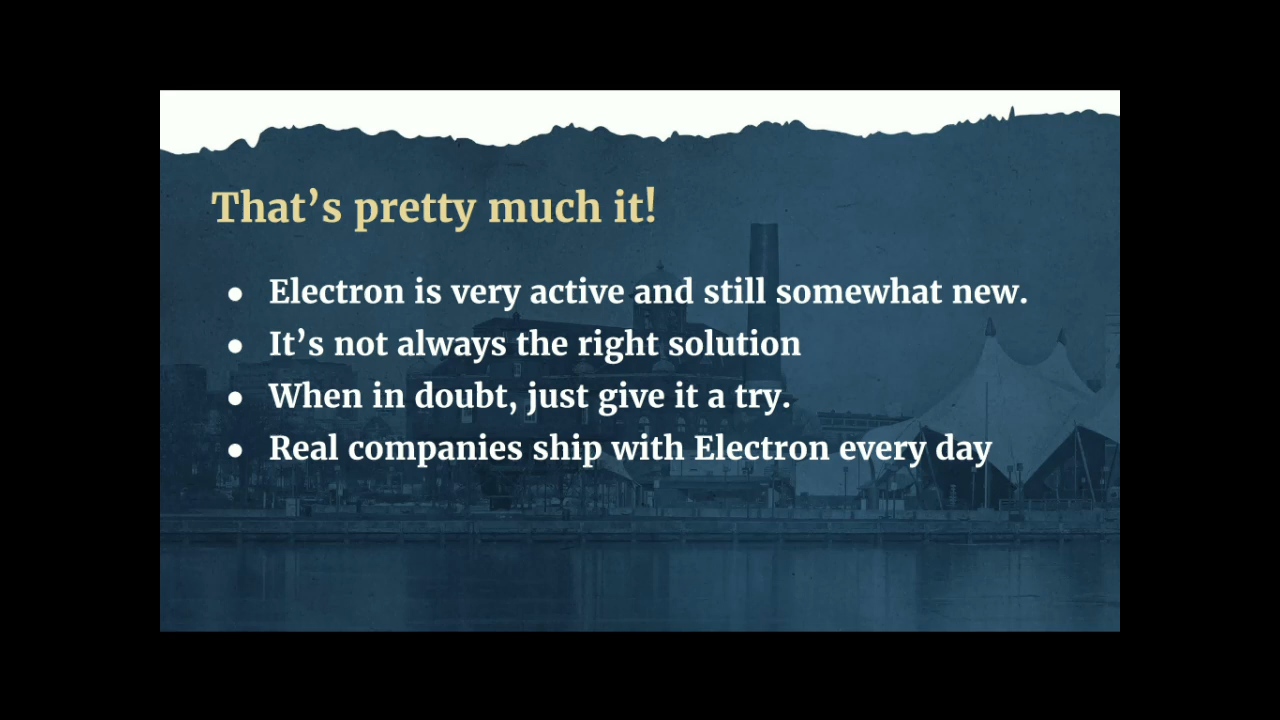 That's pretty much it!
● Electron is very active and still somewhat new.
● It's not always the right solution
● When in doubt, just give it a try.
● Real companies ship with Electron every day